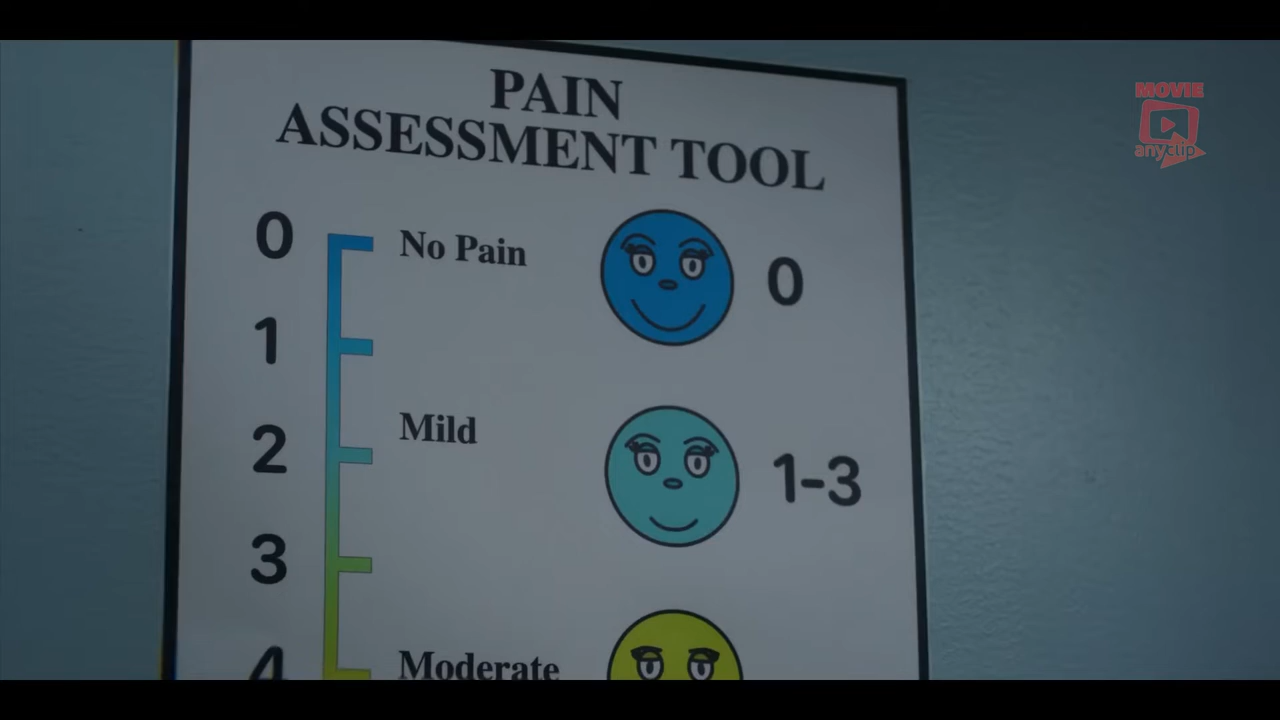 PAIN
ASSESSMENT TOOL
0 No Pain 0
1
2 Mild 1-3
3
4 Moderate
MOVIE
anyclip